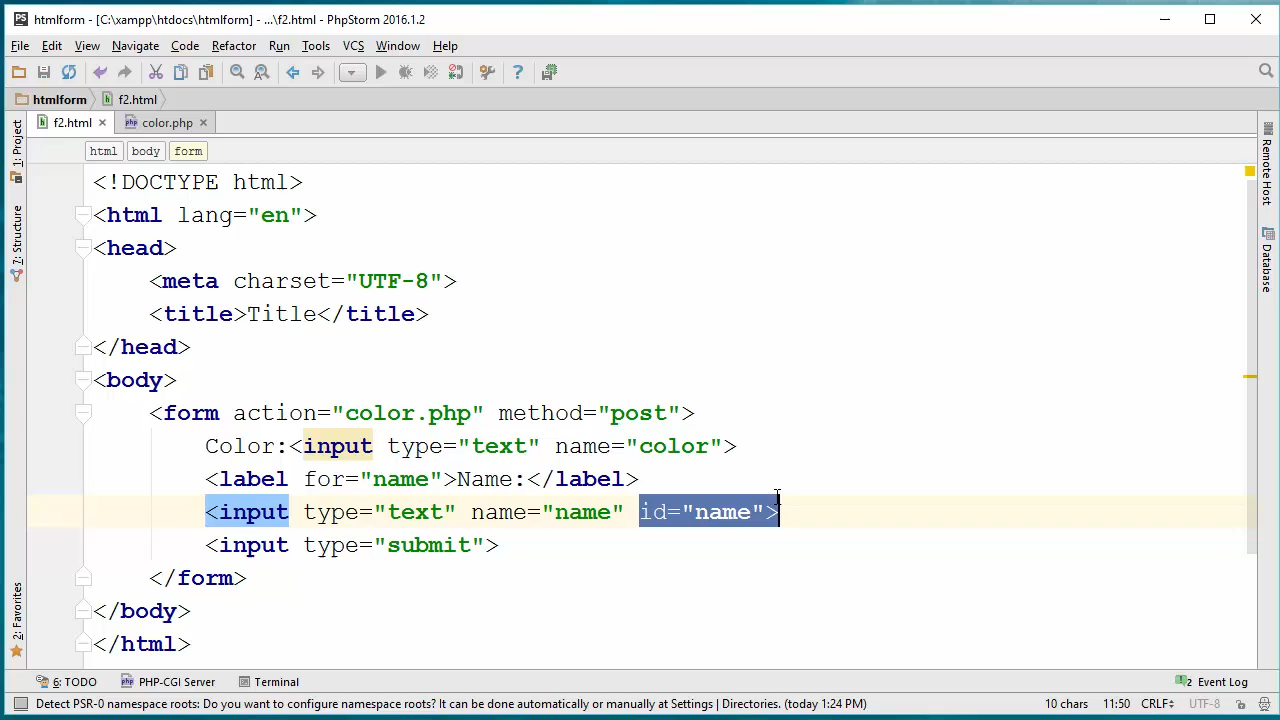 PS htmlform - [C:\xampp\htdocs\htmlform] - ...\f2.html - PhpStorm 2016.1.2
File Edit View Navigate Code Refactor Run Tools VCS Window Help
htmlform f2.html
f2.html color.php
html body form
<!DOCTYPE html>
<html lang="en">
<head>
<meta charset="UTF-8">
<title>Title</title>
</head>
<body>
<form action="color.php" method="post">
Color:<input type="text" name="color">
<label for="name">Name:</label>
<input type="text" name="name" id="name">
<input type="submit">
</form>
</body>
</html>
1: Project
7: Structure
2: Favorites
Remote Host
Database
6: TODO PHP-CGI Server Terminal 2 Event Log
Detect PSR-0 namespace roots: Do you want to configure namespace roots? It can be done automatically or manually at Settings | Directories. (today 1:24 PM) 10 chars 11:50 CRLF UTF-8